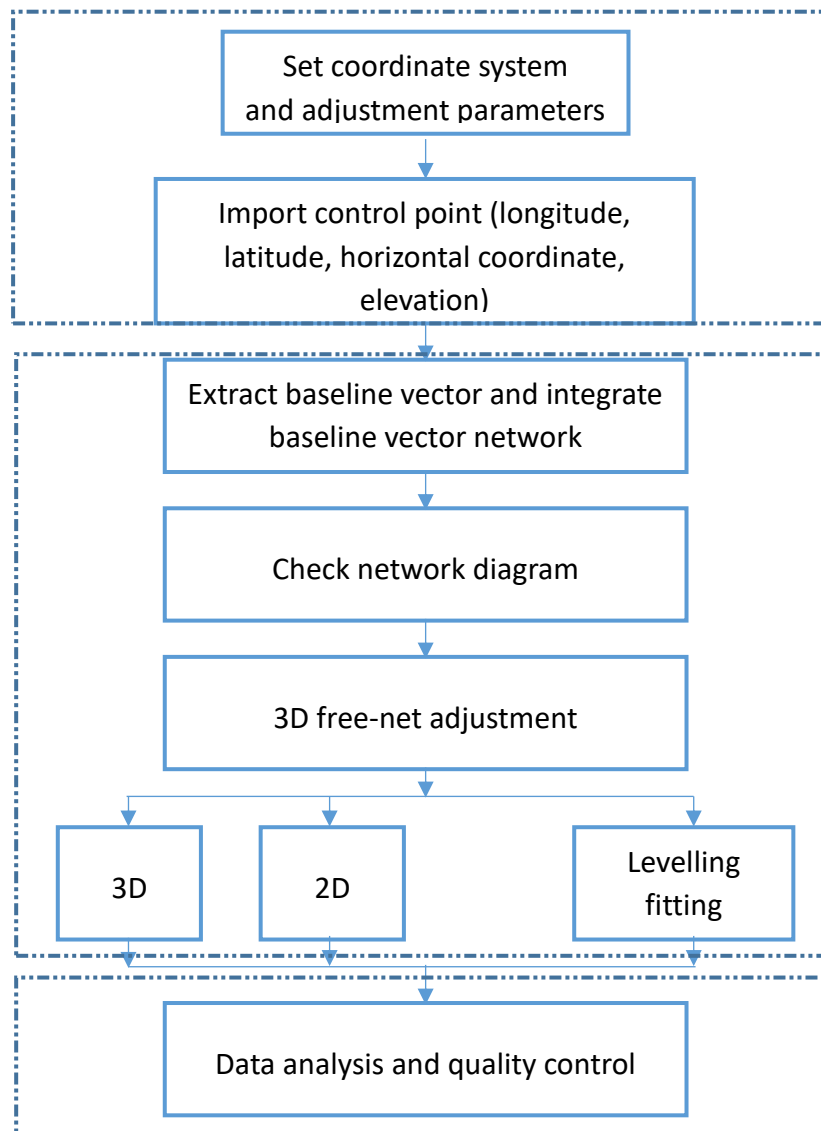 Set coordinate system
and adjustment parameters
Import control point (longitude,
latitude, horizontal coordinate,
elevation)
Extract baseline vector and integrate
baseline vector network
Check network diagram
3D free-net adjustment
3D
2D
Levelling
fitting
Data analysis and quality control